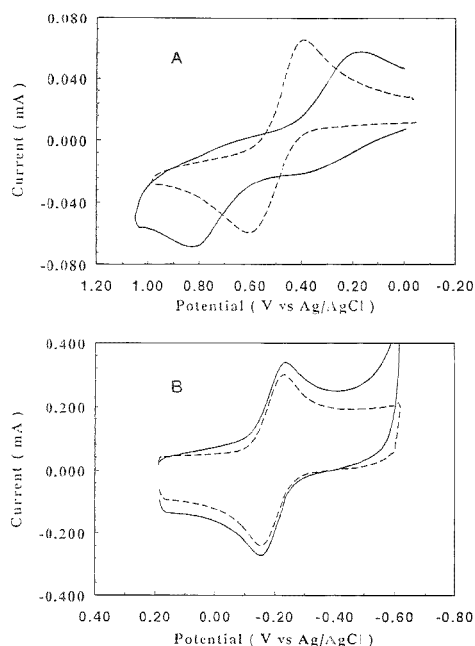 0.080
A
0.040
0.000
-0.040
-0.080
Current ( mA )
1.20 1.00 0.80 0.60 0.40 0.20 0.00 -0.20
Potential ( V vs Ag/AgCl )
0.400
B
0.200
0.000
-0.200
-0.400
Current ( mA )
0.40 0.20 0.00 -0.20 -0.40 -0.60 -0.80
Potential ( V vs Ag/AgCl )